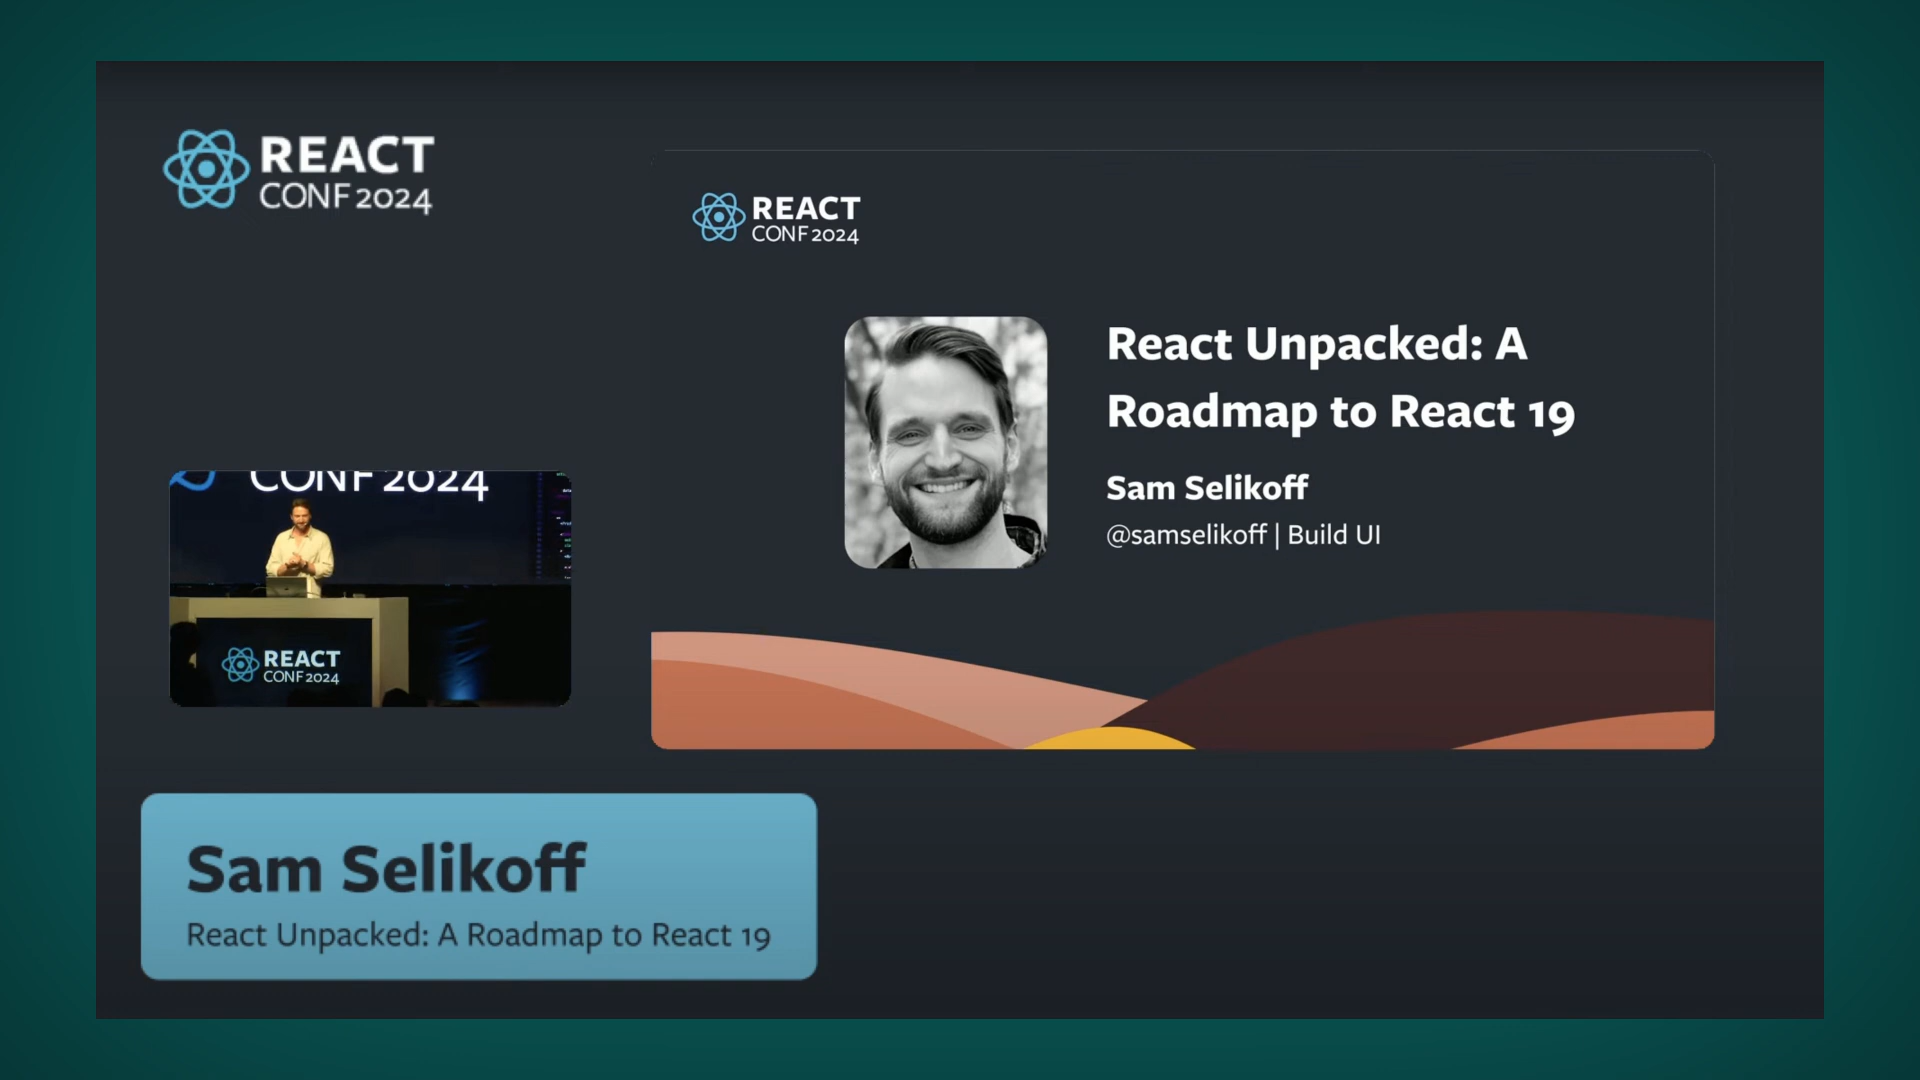 REACT
CONF 2024
REACT
CONF 2024
React Unpacked: A
Roadmap to React 19
Sam Selikoff
@samselikoff | Build UI
CONF 2024
REACT
CONF 2024
Sam Selikoff
React Unpacked: A Roadmap to React 19